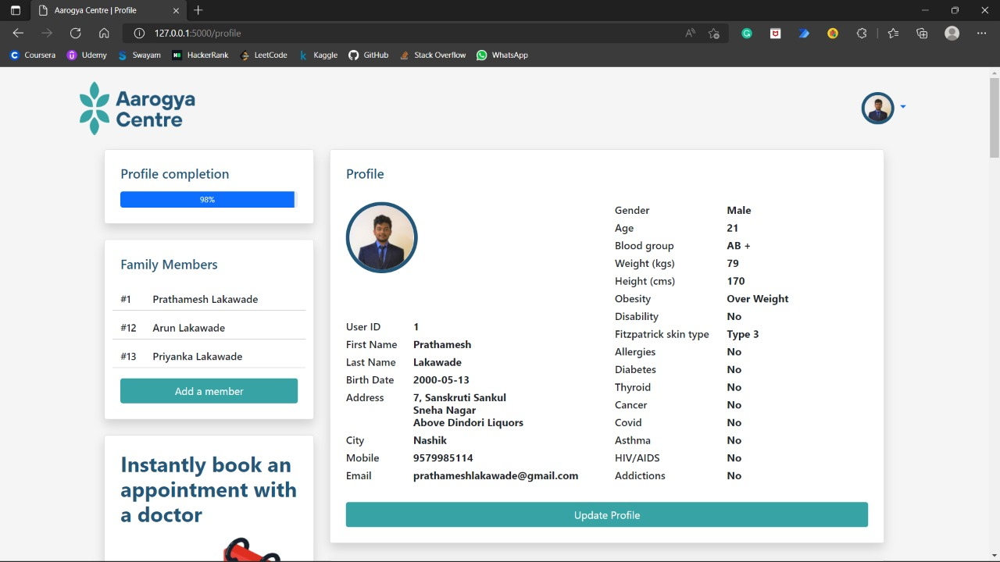 Aarogya Centre | Profile
127.0.0.1:5000/profile
Coursera Udemy Swayam HackerRank LeetCode Kaggle GitHub Stack Overflow WhatsApp
Aarogya
Centre
Profile completion
98%
Family Members
#1 Prathamesh Lakawade
#12 Arun Lakawade
#13 Priyanka Lakawade
Add a member
Instantly book an
appointment with
a doctor
Profile
User ID 1
First Name Prathamesh
Last Name Lakawade
Birth Date 2000-05-13
Address 7, Sanskruti Sankul
Sneha Nagar
Above Dindori Liquors
City Nashik
Mobile 9579985114
Email prathameshlakawade@gmail.com
Gender Male
Age 21
Blood group AB +
Weight (kgs) 79
Height (cms) 170
Obesity Over Weight
Disability No
Fitzpatrick skin type Type 3
Allergies No
Diabetes No
Thyroid No
Cancer No
Covid No
Asthma No
HIV/AIDS No
Addictions No
Update Profile